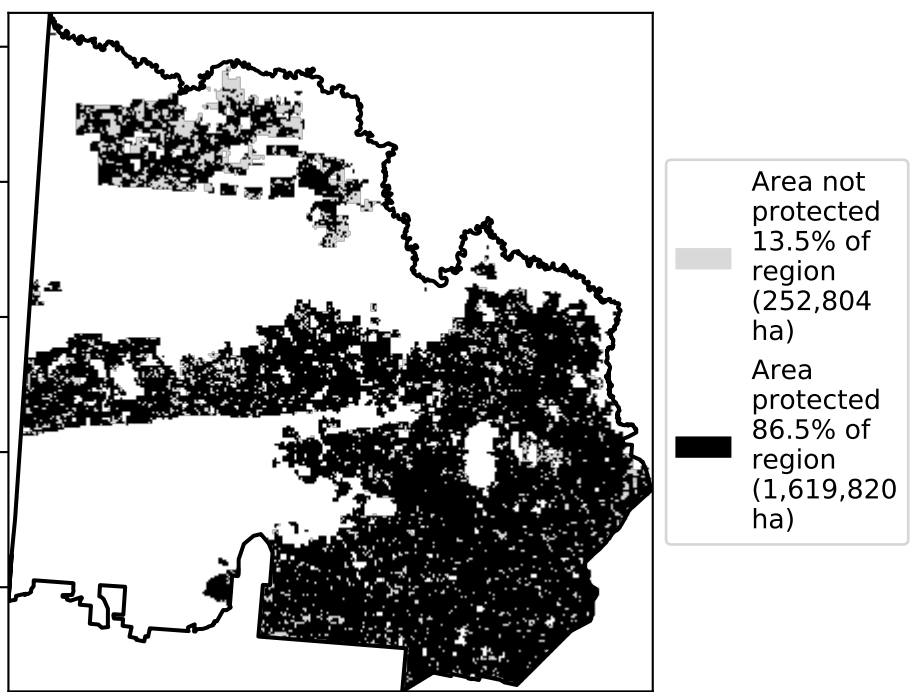 Area not
protected
13.5% of
region
(252,804
ha)
Area
protected
86.5% of
region
(1,619,820
ha)